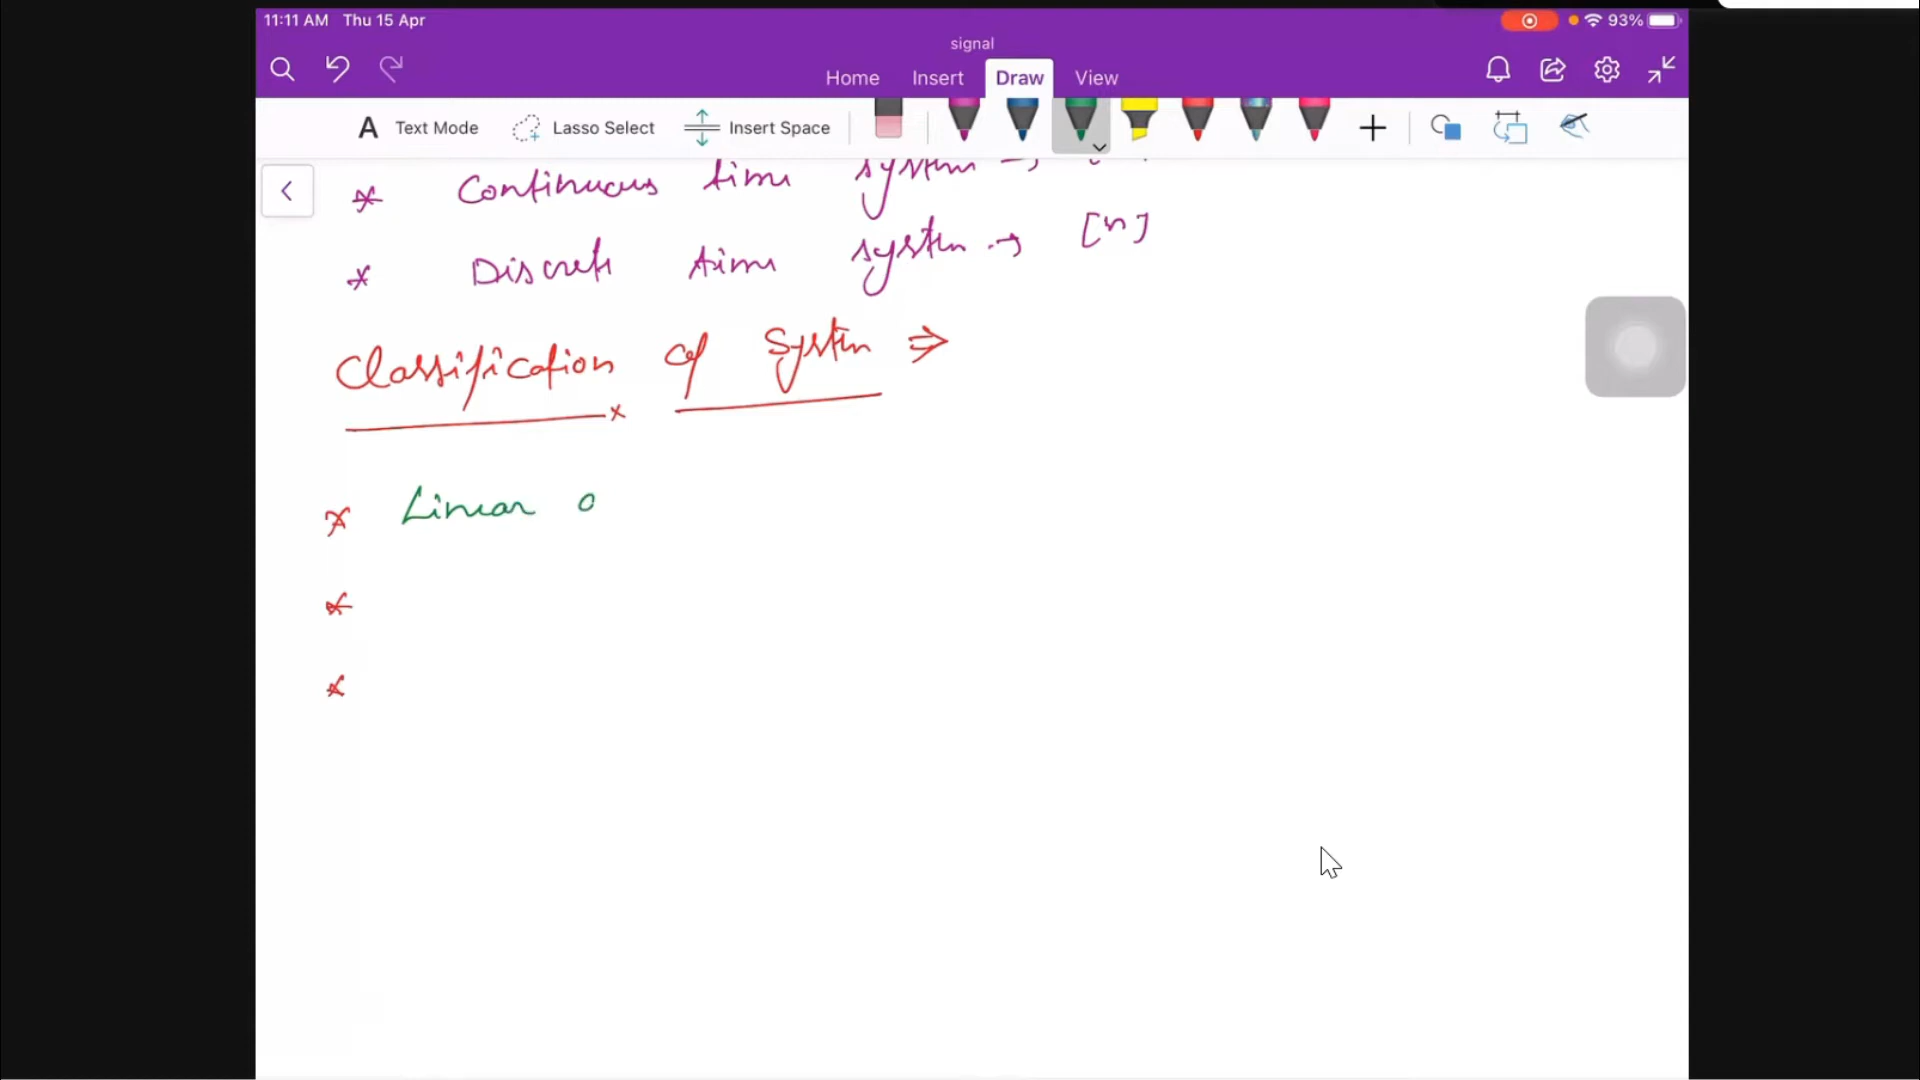 11:11 AM Thu 15 Apr
93%
signal
Home Insert Draw View
A Text Mode Lasso Select Insert Space
* Continuous time system →
* Discrete time system → [n]
Classification of System ⇒
* Linear o
*
*